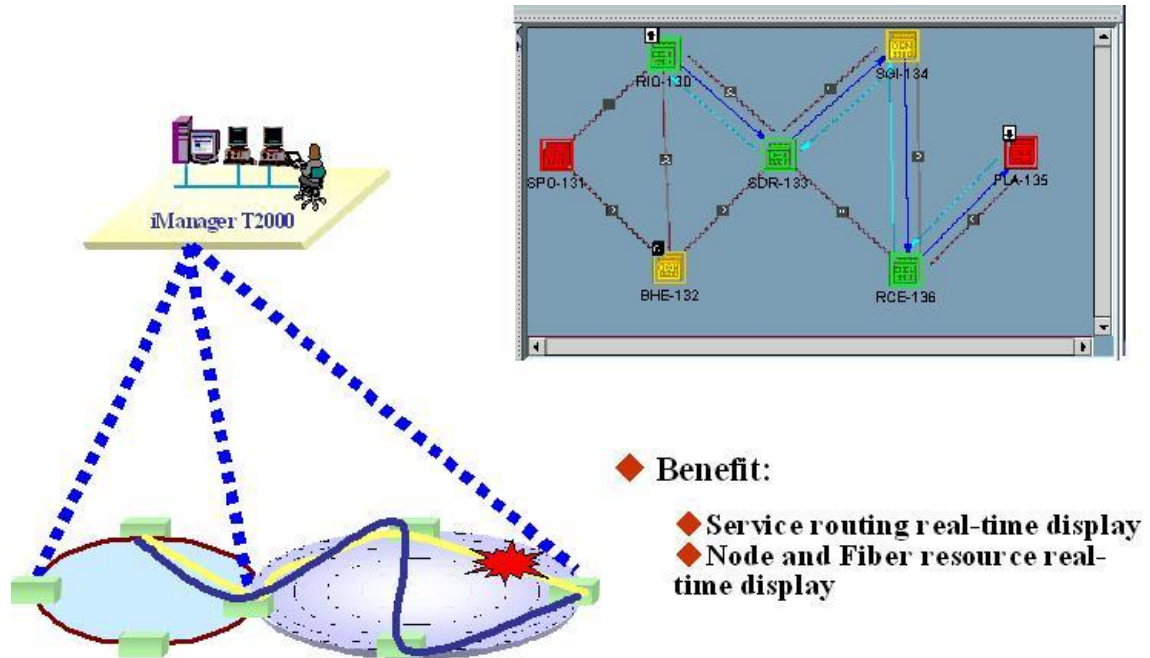 RIO-130
SGI-134
SPO-131
SDR-133
PLA-135
BHE-132
RCE-136
iManager T2000
Benefit:
Service routing real-time display
Node and Fiber resource real-
time display